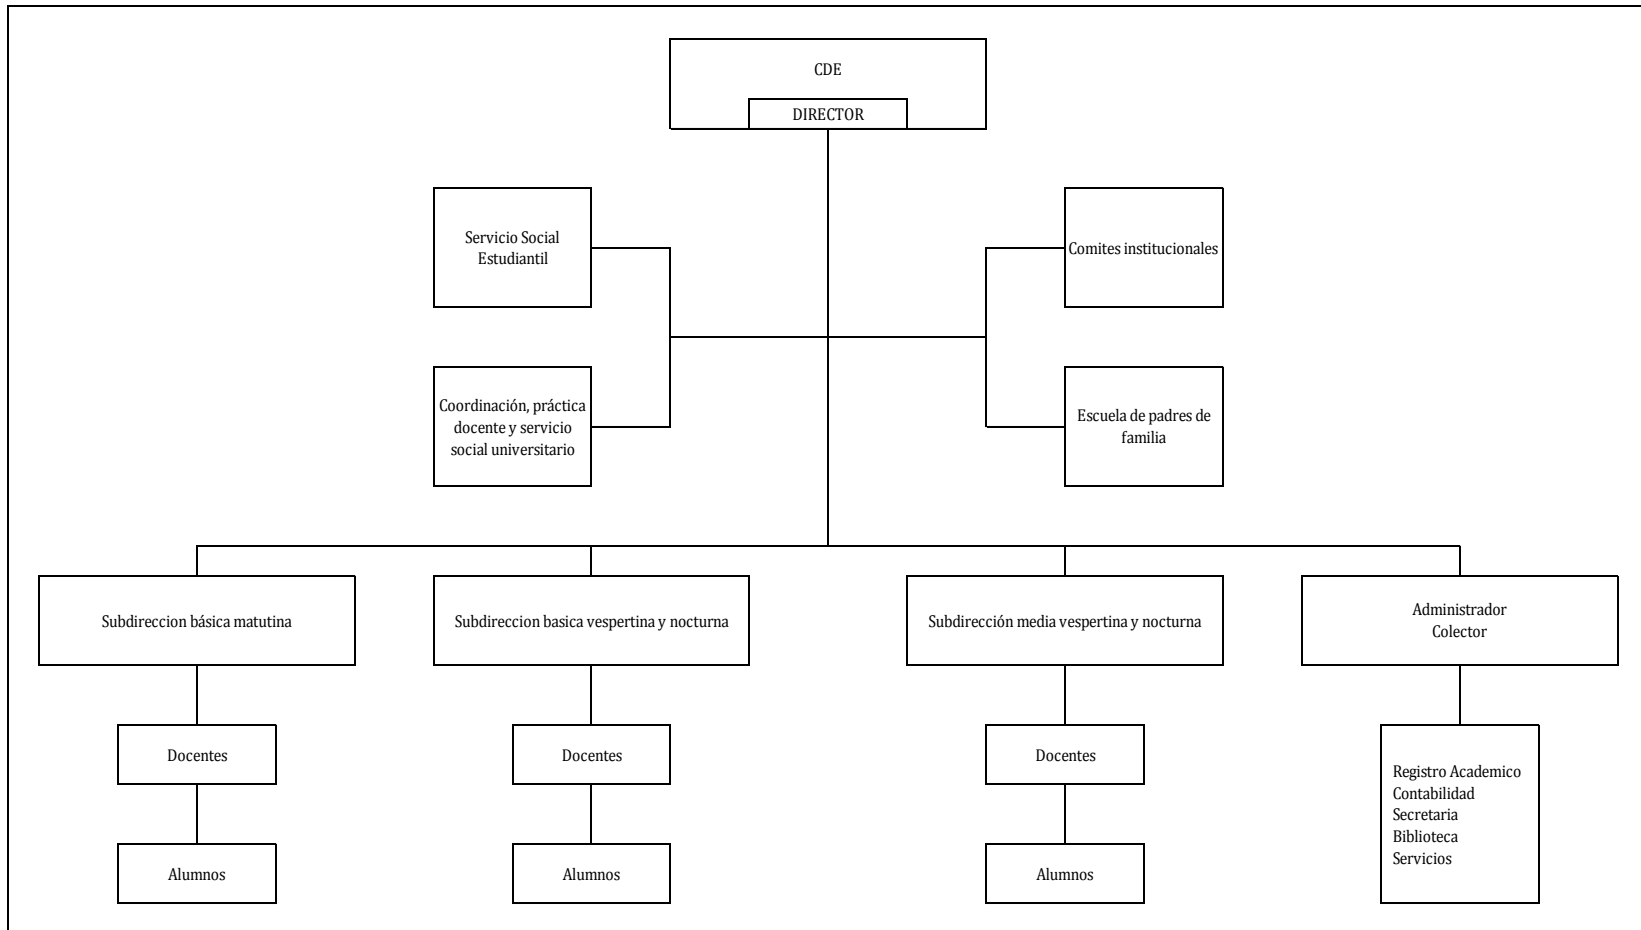 CDE
DIRECTOR
Servicio Social
Estudiantil
Comites institucionales
Coordinación, práctica
docente y servicio
social universitario
Escuela de padres de
familia
Subdireccion básica matutina
Subdireccion basica vespertina y nocturna
Subdirección media vespertina y nocturna
Administrador
Colector
Docentes
Docentes
Docentes
Registro Academico
Contabilidad
Secretaria
Biblioteca
Servicios
Alumnos
Alumnos
Alumnos